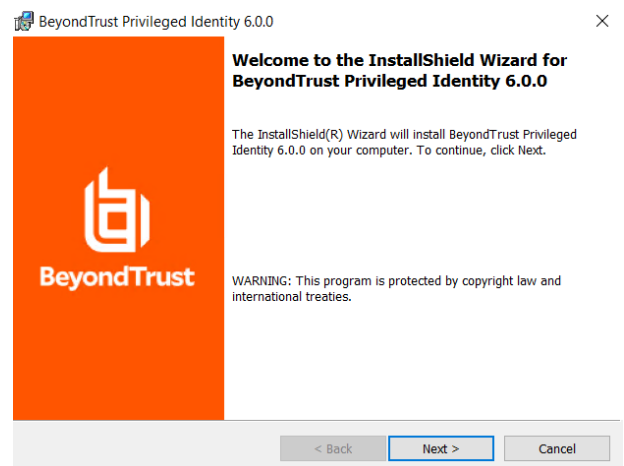 BeyondTrust Privileged Identity 6.0.0
Welcome to the InstallShield Wizard for
BeyondTrust Privileged Identity 6.0.0
The InstallShield(R) Wizard will install BeyondTrust Privileged
Identity 6.0.0 on your computer. To continue, click Next.
BeyondTrust
WARNING: This program is protected by copyright law and
international treaties.
< Back
Next >
Cancel